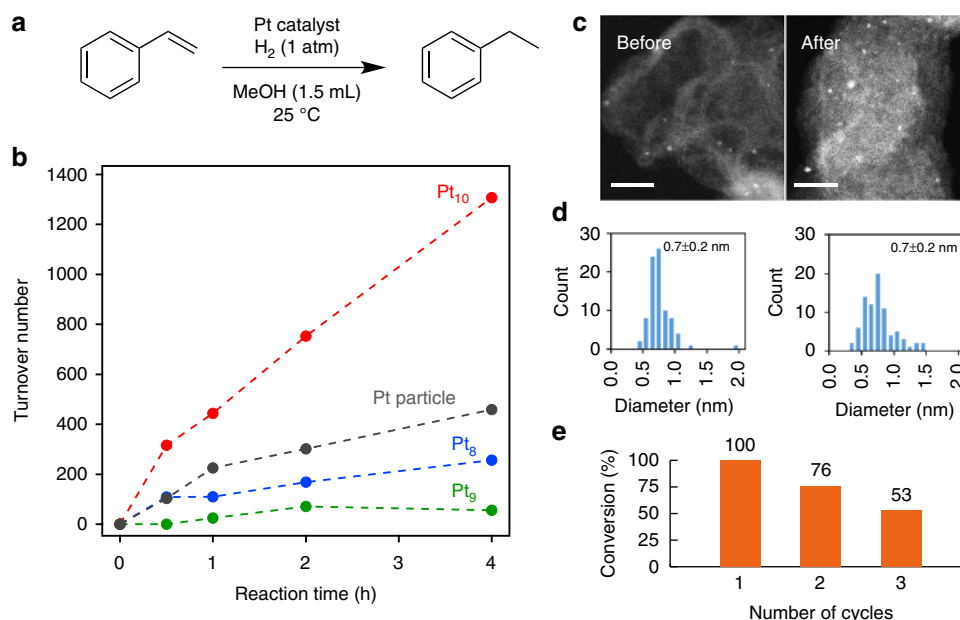 a
Pt catalyst
H₂ (1 atm)
MeOH (1.5 mL)
25 °C
b
1400
1200
1000
800
600
400
200
0
Turnover number
Pt₁₀
Pt particle
Pt₈
Pt₉
0
1
2
3
4
Reaction time (h)
c
Before
After
d
30
20
10
0
Count
0.7±0.2 nm
0.0
0.5
1.0
1.5
2.0
Diameter (nm)
30
20
10
0
Count
0.7±0.2 nm
0.0
0.5
1.0
1.5
2.0
Diameter (nm)
e
100
75
50
25
0
Conversion (%)
100
76
53
1
2
3
Number of cycles